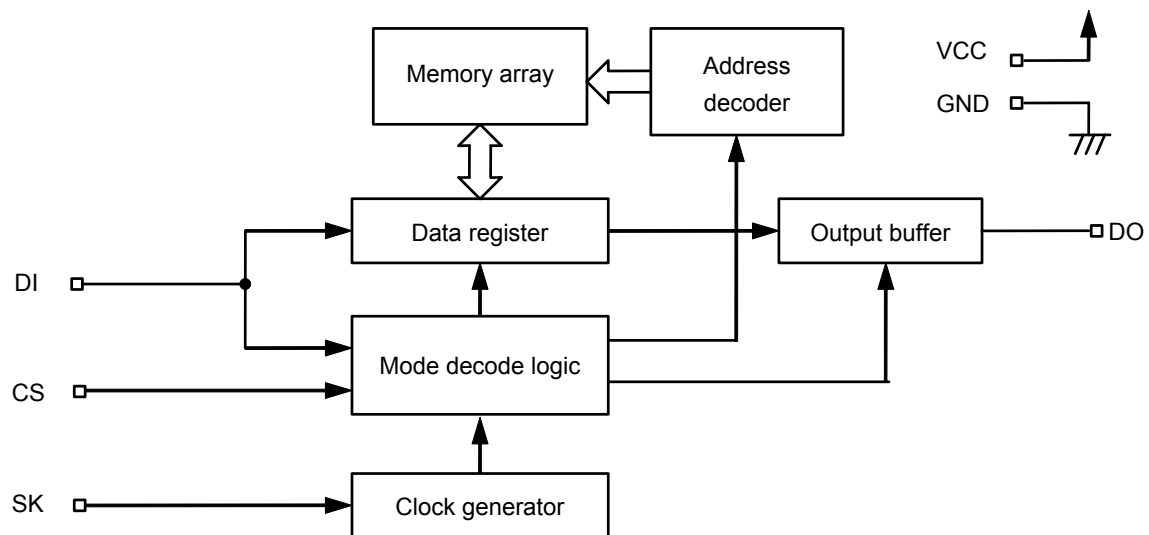 Memory array
Address
decoder
VCC
GND
Data register
Output buffer
DO
DI
Mode decode logic
CS
SK
Clock generator